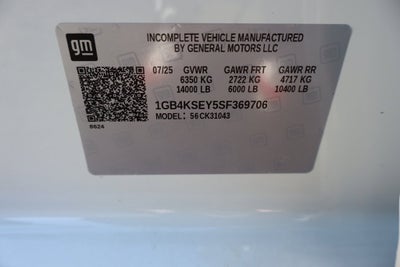 gm
INCOMPLETE VEHICLE MANUFACTURED
BY GENERAL MOTORS LLC
07/25 GVWR GAWR FRT GAWR RR
6350 KG 2722 KG 4717 KG
14000 LB 6000 LB 10400 LB
1GB4KSEY5SF369706
MODEL: 56CK31043
8624